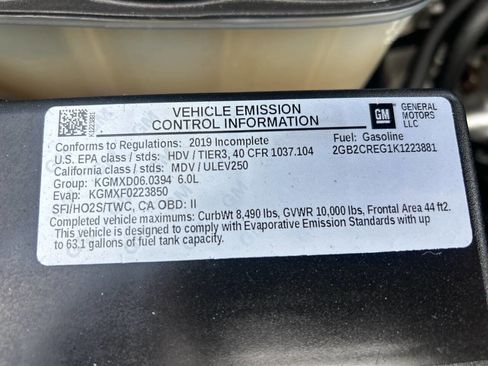 K1223881
VEHICLE EMISSION
CONTROL INFORMATION
GM
GENERAL
MOTORS
LLC
Conforms to Regulations: 2019 Incomplete
Fuel: Gasoline
U.S. EPA class / stds: HDV / TIER3, 40 CFR 1037.104
2GB2CREG1K1223881
California class / stds: MDV / ULEV250
Group: KGMXD06.0394 6.0L
Evap: KGMXF0223850
SFI/HO2S/TWC, CA OBD: II
Completed vehicle maximums: CurbWt 8,490 lbs, GVWR 10,000 lbs, Frontal Area 44 ft2.
This vehicle is designed to comply with Evaporative Emission Standards with up
to 63.1 gallons of fuel tank capacity.